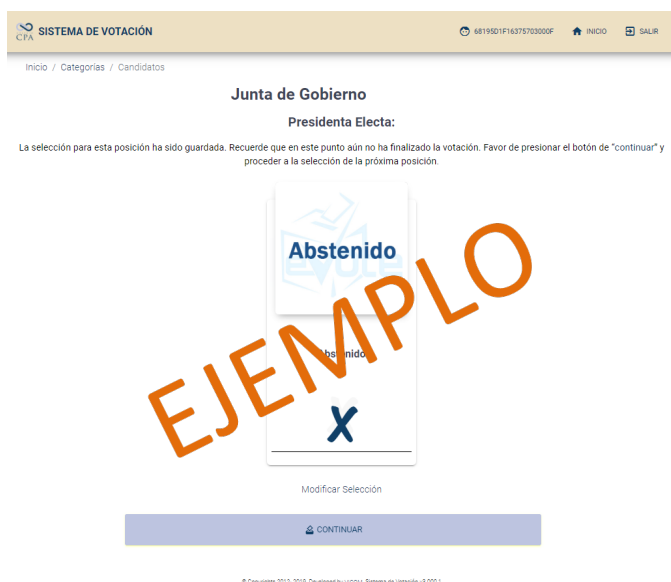 CPA SISTEMA DE VOTACIÓN
68195D1F16375703000F INICIO SALIR
Inicio / Categorías / Candidatos
Junta de Gobierno
Presidenta Electa:
La selección para esta posición ha sido guardada. Recuerde que en este punto aún no ha finalizado la votación. Favor de presionar el botón de "continuar" y
proceder a la selección de la próxima posición.
Abstenido
Abstenido
X
EJEMPLO
Modificar Selección
CONTINUAR